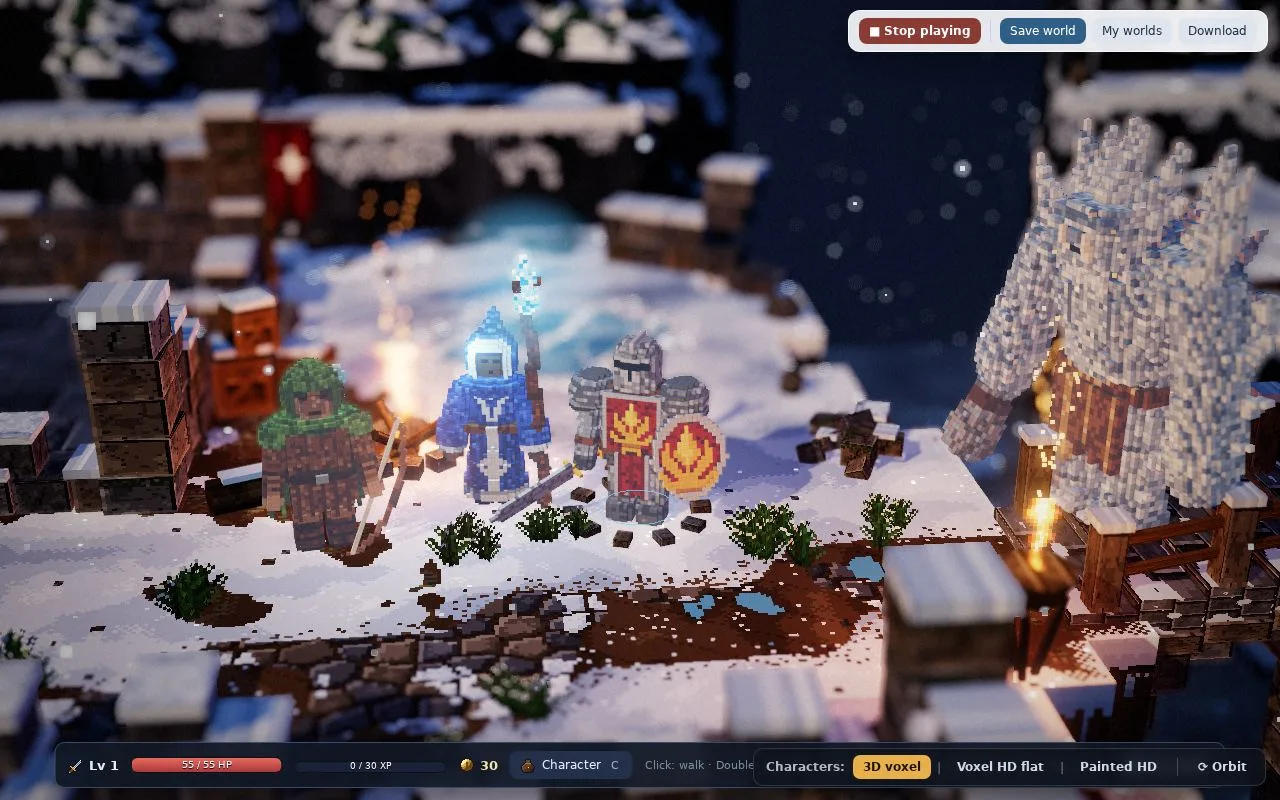 ■ Stop playing Save world My worlds Download
Lv 1 55 / 55 HP 0 / 30 XP 30 Character C Click: walk · Double Characters: 3D voxel | Voxel HD flat | Painted HD ⟳ Orbit